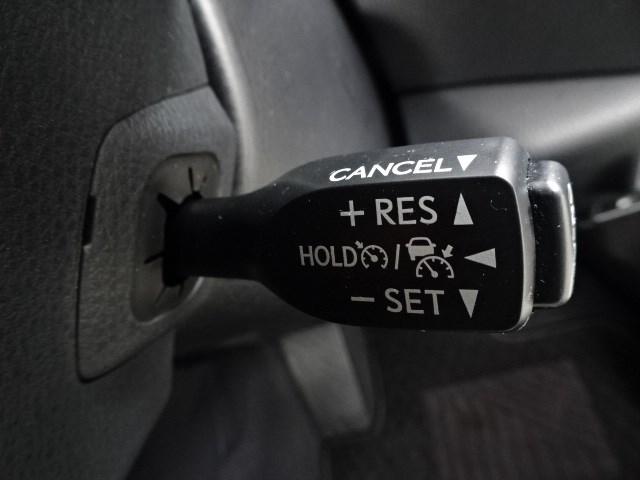 CANCEL▼
+ RES ▲
HOLD / ◀
− SET ▼